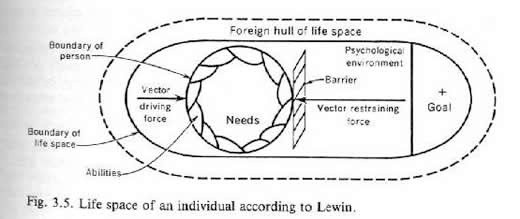 Foreign hull of life space
Boundary of
person
Psychological
environment
Barrier
Vector
driving
force
Needs
Vector restraining
force
+
Goal
Boundary of
life space
Abilities
Fig. 3.5. Life space of an individual according to Lewin.